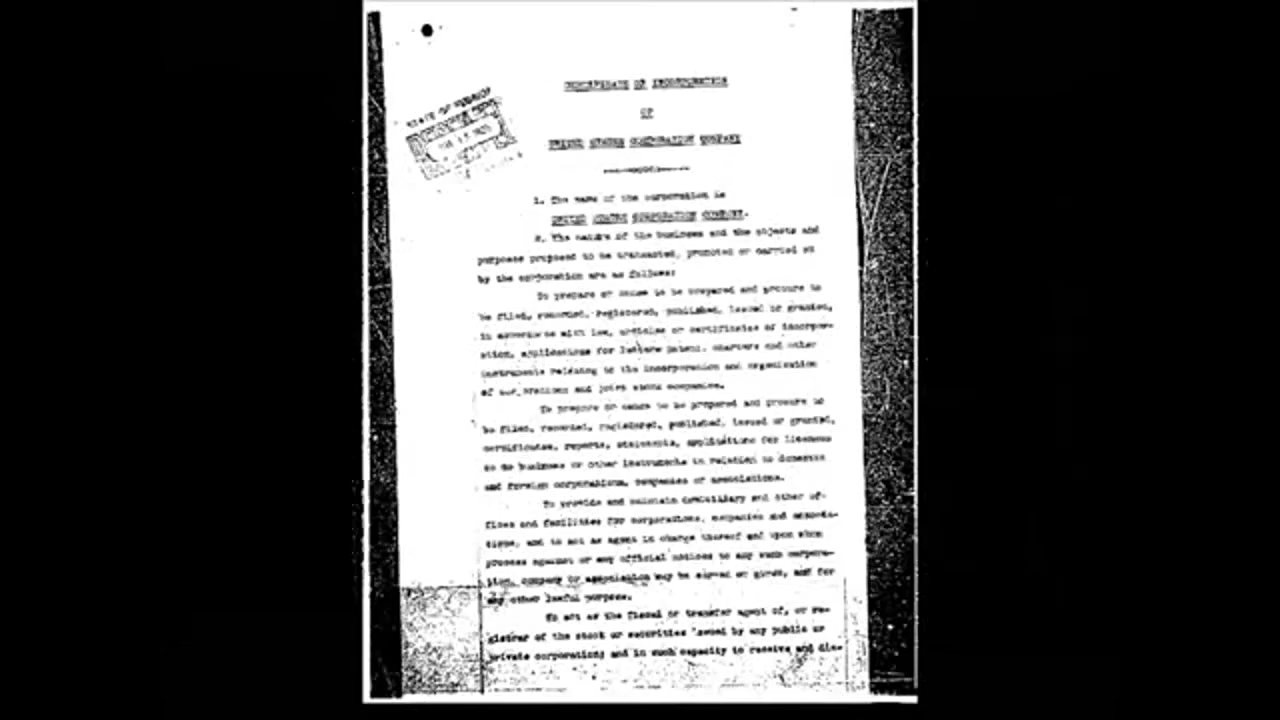 CERTIFICATE OF INCORPORATION
OF
UNITED STATES CORPORATION COMPANY
STATE OF
1. The name of the corporation is
UNITED STATES CORPORATION COMPANY.
2. The nature of the business and the objects and
purposes proposed to be transacted, promoted or carried on
by the corporation are as follows:
To prepare or cause to be prepared and procure to
be filed, recorded, registered, published, issued or granted,
in accordance with law, articles or certificates of incorpor-
ation, applications for letters patent, charters and other
instruments relating to the incorporation and organization
of corporations and joint stock companies.
To prepare or cause to be prepared and procure to
be filed, recorded, registered, published, issued or granted,
certificates, reports, statements, applications for licenses
to do business or other instruments in relation to domestic
and foreign corporations, companies or associations.
To provide and maintain domiciliary and other of-
fices and facilities for corporations, companies and associa-
tions, and to act as agent in charge thereof and upon whom
process against or any official notices to any such corpora-
tion, company or association may be served or given, and for
any other lawful purpose.
To act as the fiscal or transfer agent of, or re-
gistrar of the stock or securities issued by any public or
private corporation; and in such capacity to receive and dis-